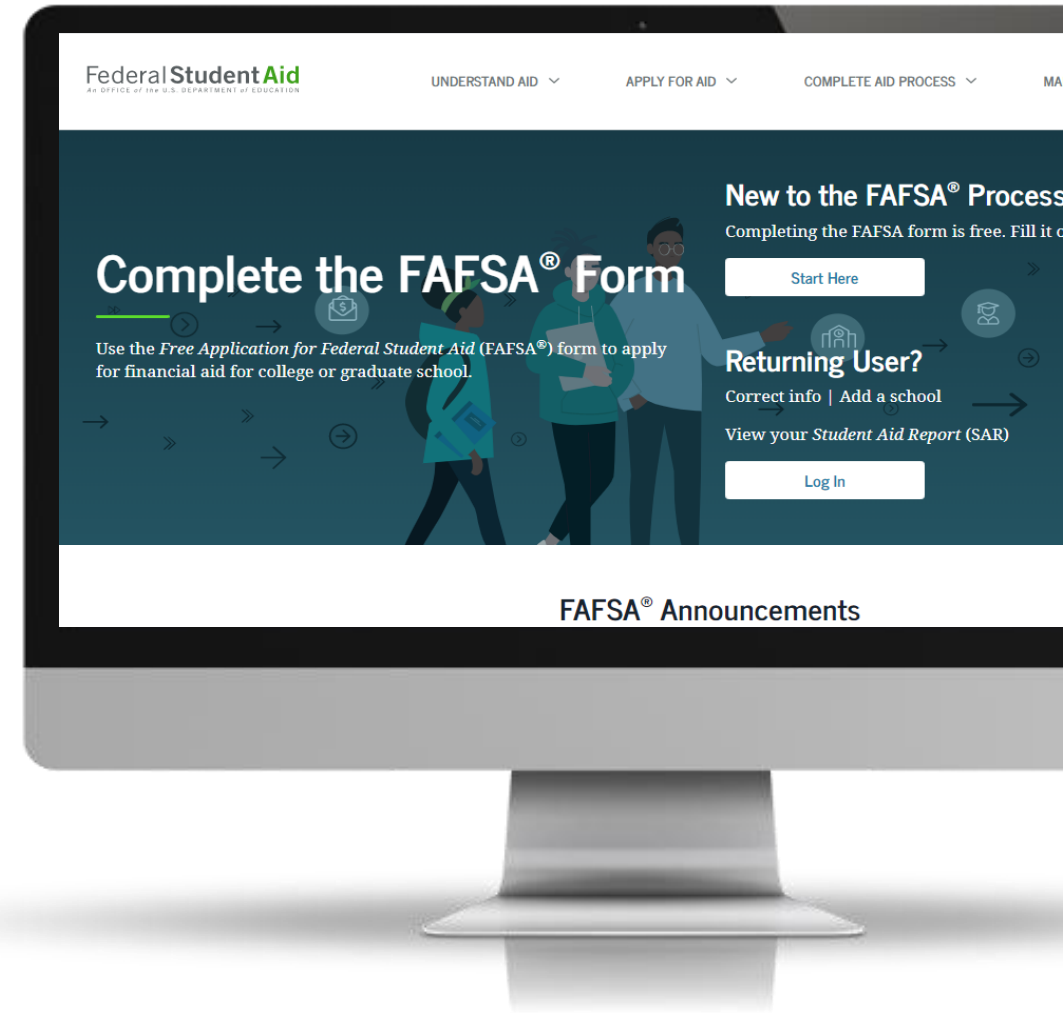 Federal Student Aid
An OFFICE of the U.S. DEPARTMENT of EDUCATION
UNDERSTAND AID
APPLY FOR AID
COMPLETE AID PROCESS
MA
Complete the FAFSA® Form
Use the Free Application for Federal Student Aid (FAFSA®) form to apply
for financial aid for college or graduate school.
New to the FAFSA® Process
Completing the FAFSA form is free. Fill it o
Start Here
Returning User?
Correct info | Add a school
View your Student Aid Report (SAR)
Log In
FAFSA® Announcements